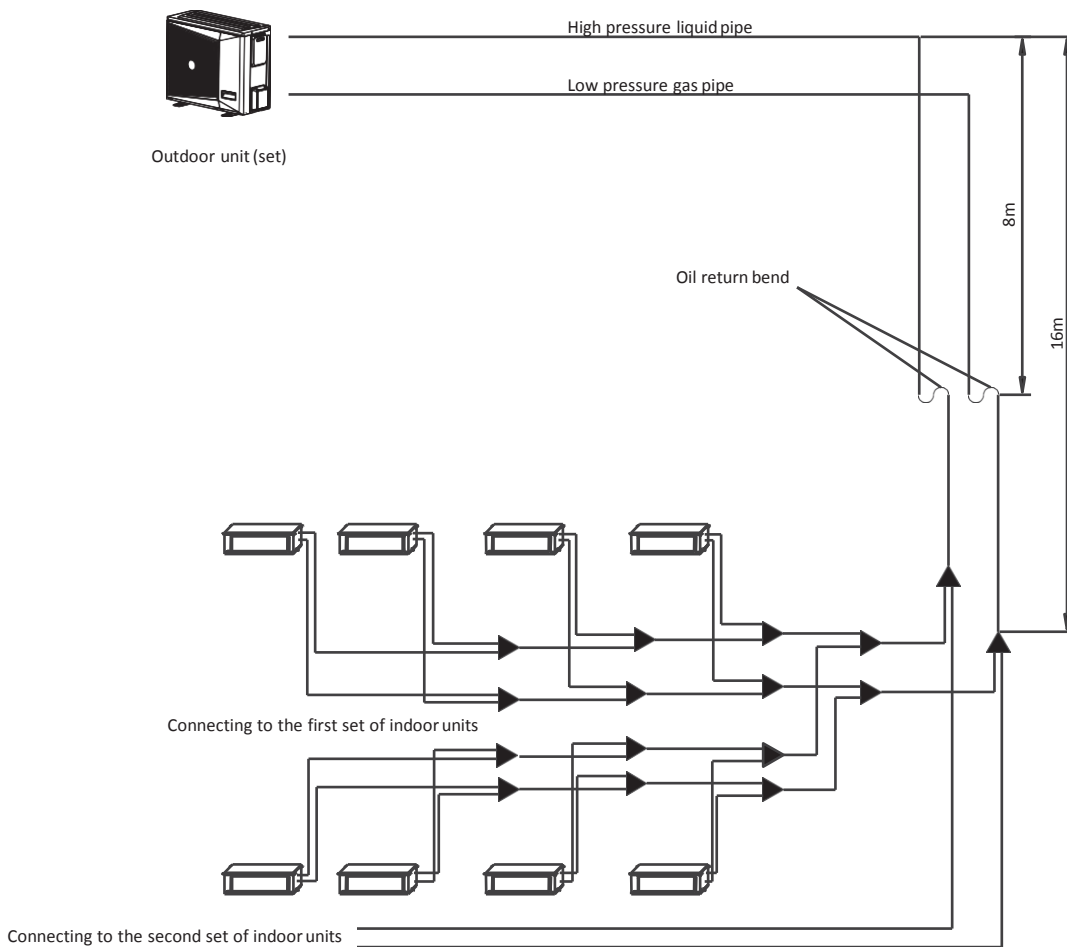 High pressure liquid pipe
Low pressure gas pipe
Outdoor unit (set)
8m
Oil return bend
16m
Connecting to the first set of indoor units
Connecting to the second set of indoor units